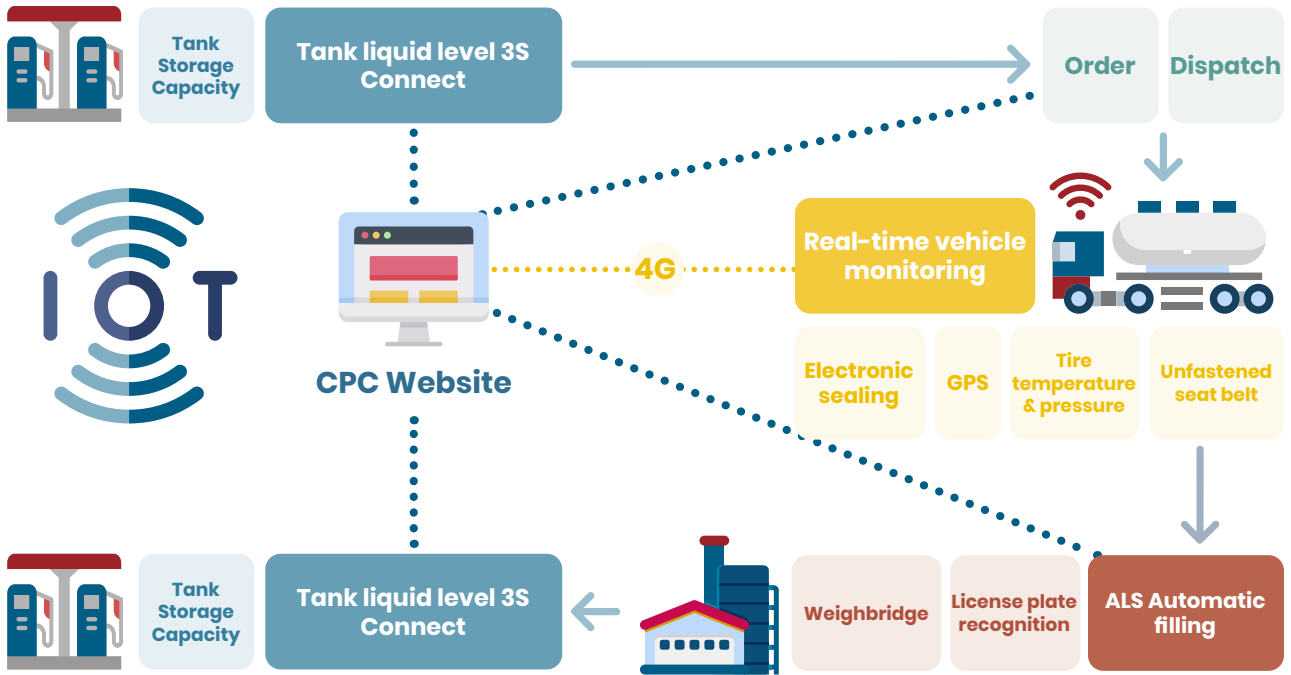 Tank
Storage
Capacity
Tank liquid level 3S
Connect
Order
Dispatch
IOT
4G
Real-time vehicle
monitoring
CPC Website
Electronic
sealing
GPS
Tire
temperature
& pressure
Unfastened
seat belt
Tank
Storage
Capacity
Tank liquid level 3S
Connect
Weighbridge
License plate
recognition
ALS Automatic
filling